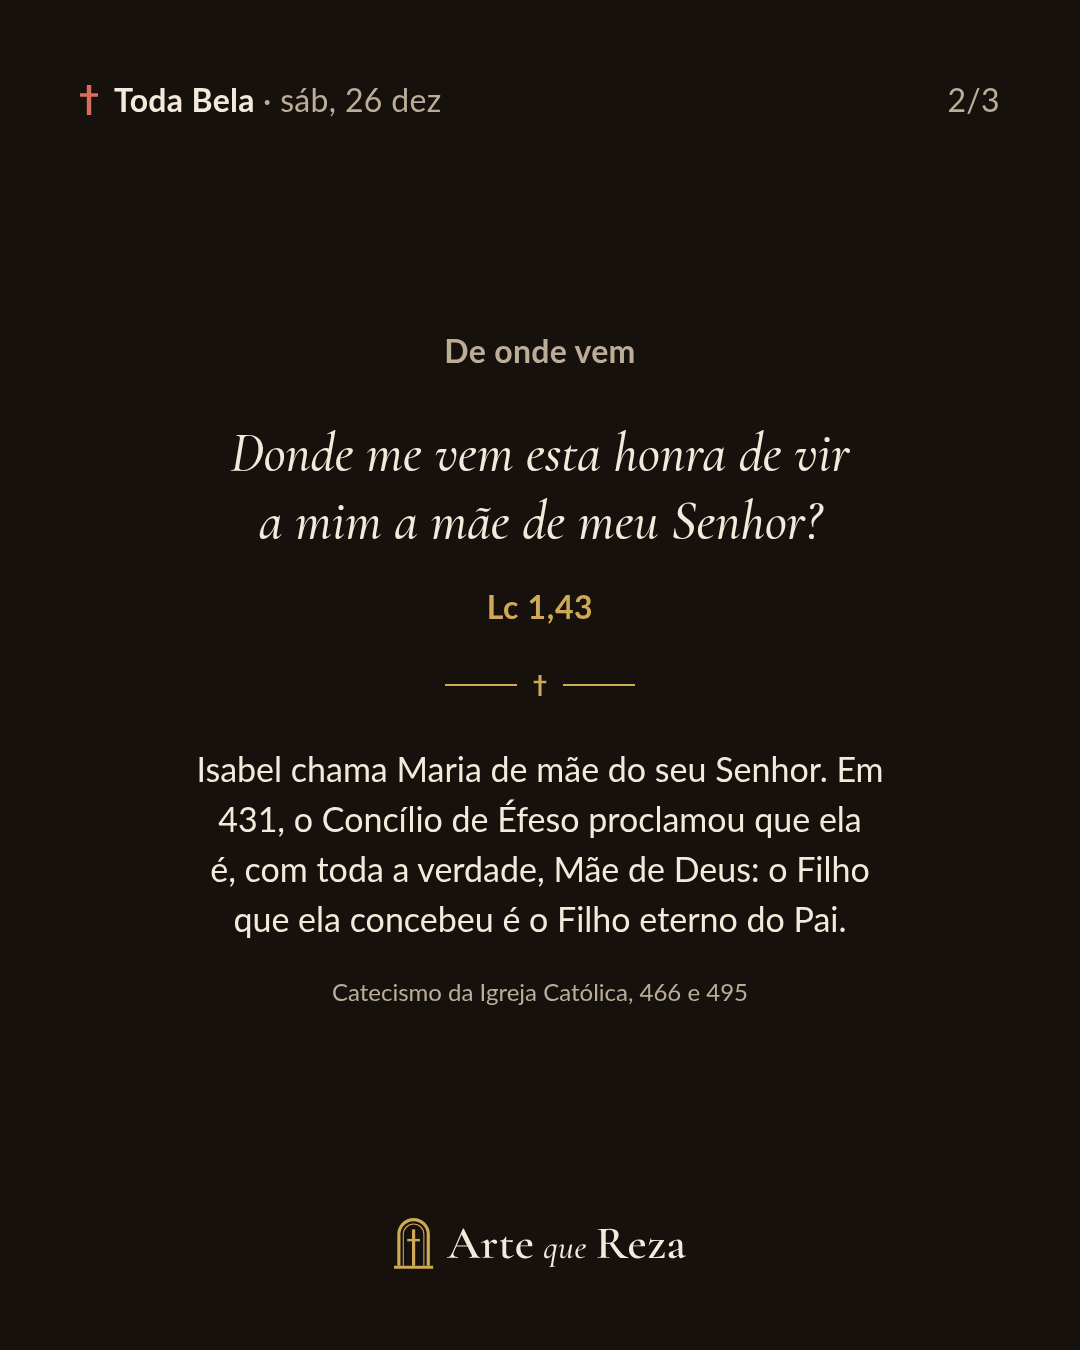 † Toda Bela · sáb, 26 dez
2/3
De onde vem
Donde me vem esta honra de vir
a mim a mãe de meu Senhor?
Lc 1,43
†
Isabel chama Maria de mãe do seu Senhor. Em
431, o Concílio de Éfeso proclamou que ela
é, com toda a verdade, Mãe de Deus: o Filho
que ela concebeu é o Filho eterno do Pai.
Catecismo da Igreja Católica, 466 e 495
Arte que Reza